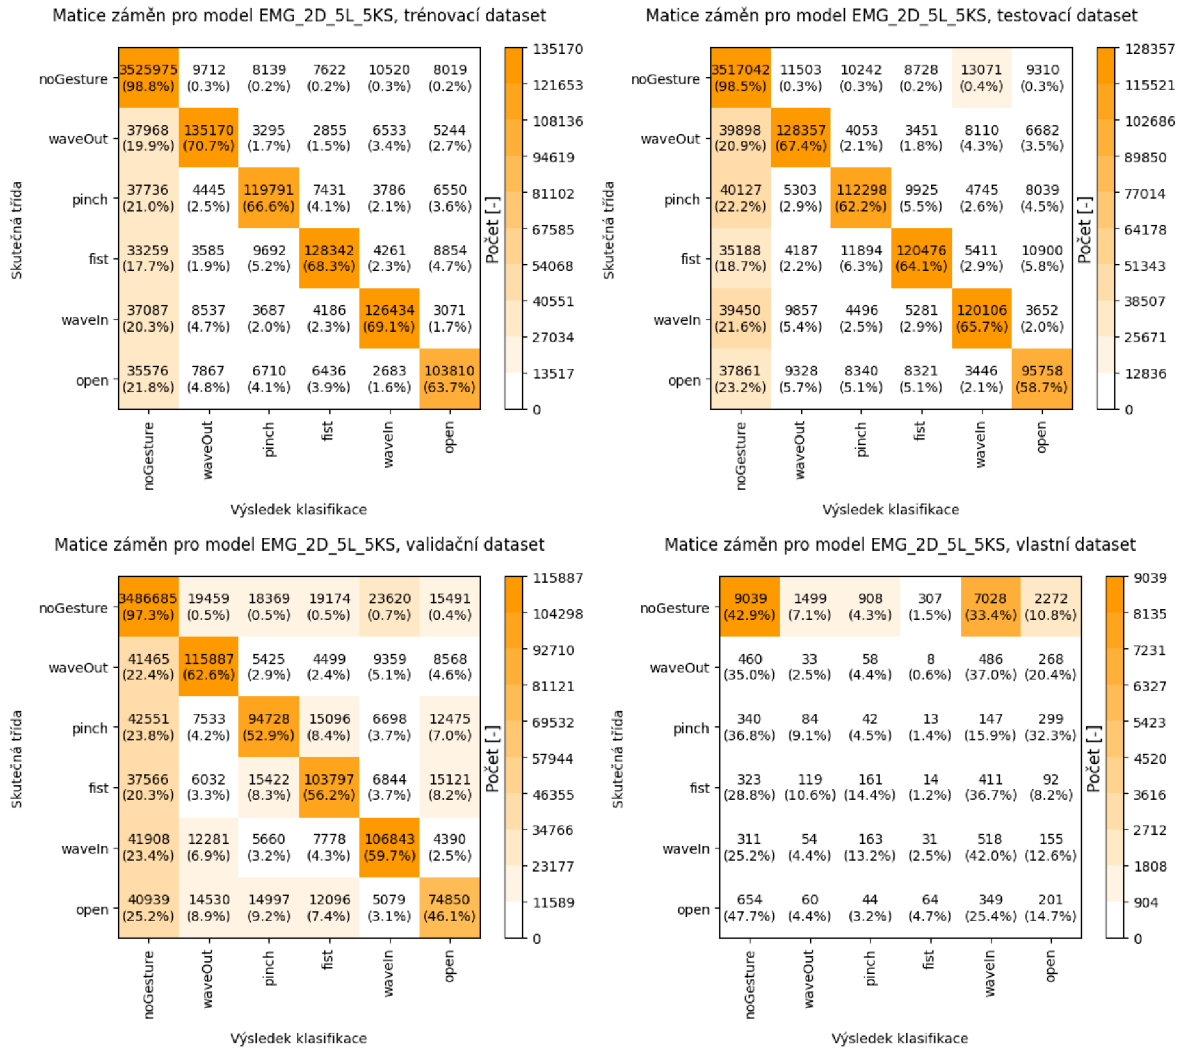 Matice záměn pro model EMG_2D_5L_5KS, trénovací dataset
Skutečná třída
noGesture 3525975 9712 8139 7622 10520 8019
(98.8%) (0.3%) (0.2%) (0.2%) (0.3%) (0.2%)
waveOut 37968 135170 3295 2855 6533 5244
(19.9%) (70.7%) (1.7%) (1.5%) (3.4%) (2.7%)
pinch 37736 4445 119791 7431 3786 6550
(21.0%) (2.5%) (66.6%) (4.1%) (2.1%) (3.6%)
fist 33259 3585 9692 128342 4261 8854
(17.7%) (1.9%) (5.2%) (68.3%) (2.3%) (4.7%)
waveIn 37087 8537 3687 4186 126434 3071
(20.3%) (4.7%) (2.0%) (2.3%) (69.1%) (1.7%)
open 35576 7867 6710 6436 2683 103810
(21.8%) (4.8%) (4.1%) (3.9%) (1.6%) (63.7%)
noGesture waveOut pinch fist waveIn open
Výsledek klasifikace
Počet [-]
135170
121653
108136
94619
81102
67585
54068
40551
27034
13517
0
Matice záměn pro model EMG_2D_5L_5KS, testovací dataset
Skutečná třída
noGesture 3517042 11503 10242 8728 13071 9310
(98.5%) (0.3%) (0.3%) (0.2%) (0.4%) (0.3%)
waveOut 39898 128357 4053 3451 8110 6682
(20.9%) (67.4%) (2.1%) (1.8%) (4.3%) (3.5%)
pinch 40127 5303 112298 9925 4745 8039
(22.2%) (2.9%) (62.2%) (5.5%) (2.6%) (4.5%)
fist 35188 4187 11894 120476 5411 10900
(18.7%) (2.2%) (6.3%) (64.1%) (2.9%) (5.8%)
waveIn 39450 9857 4496 5281 120106 3652
(21.6%) (5.4%) (2.5%) (2.9%) (65.7%) (2.0%)
open 37861 9328 8340 8321 3446 95758
(23.2%) (5.7%) (5.1%) (5.1%) (2.1%) (58.7%)
noGesture waveOut pinch fist waveIn open
Výsledek klasifikace
Počet [-]
128357
115521
102686
89850
77014
64178
51343
38507
25671
12836
0
Matice záměn pro model EMG_2D_5L_5KS, validační dataset
Skutečná třída
noGesture 3486685 19459 18369 19174 23620 15491
(97.3%) (0.5%) (0.5%) (0.5%) (0.7%) (0.4%)
waveOut 41465 115887 5425 4499 9359 8568
(22.4%) (62.6%) (2.9%) (2.4%) (5.1%) (4.6%)
pinch 42551 7533 94728 15096 6698 12475
(23.8%) (4.2%) (52.9%) (8.4%) (3.7%) (7.0%)
fist 37566 6032 15422 103797 6844 15121
(20.3%) (3.3%) (8.3%) (56.2%) (3.7%) (8.2%)
waveIn 41908 12281 5660 7778 106843 4390
(23.4%) (6.9%) (3.2%) (4.3%) (59.7%) (2.5%)
open 40939 14530 14997 12096 5079 74850
(25.2%) (8.9%) (9.2%) (7.4%) (3.1%) (46.1%)
noGesture waveOut pinch fist waveIn open
Výsledek klasifikace
Počet [-]
115887
104298
92710
81121
69532
57944
46355
34766
23177
11589
0
Matice záměn pro model EMG_2D_5L_5KS, vlastní dataset
Skutečná třída
noGesture 9039 1499 908 307 7028 2272
(42.9%) (7.1%) (4.3%) (1.5%) (33.4%) (10.8%)
waveOut 460 33 58 8 486 268
(35.0%) (2.5%) (4.4%) (0.6%) (37.0%) (20.4%)
pinch 340 84 42 13 147 299
(36.8%) (9.1%) (4.5%) (1.4%) (15.9%) (32.3%)
fist 323 119 161 14 411 92
(28.8%) (10.6%) (14.4%) (1.2%) (36.7%) (8.2%)
waveIn 311 54 163 31 518 155
(25.2%) (4.4%) (13.2%) (2.5%) (42.0%) (12.6%)
open 654 60 44 64 349 201
(47.7%) (4.4%) (3.2%) (4.7%) (25.4%) (14.7%)
noGesture waveOut pinch fist waveIn open
Výsledek klasifikace
Počet [-]
9039
8135
7231
6327
5423
4520
3616
2712
1808
904
0